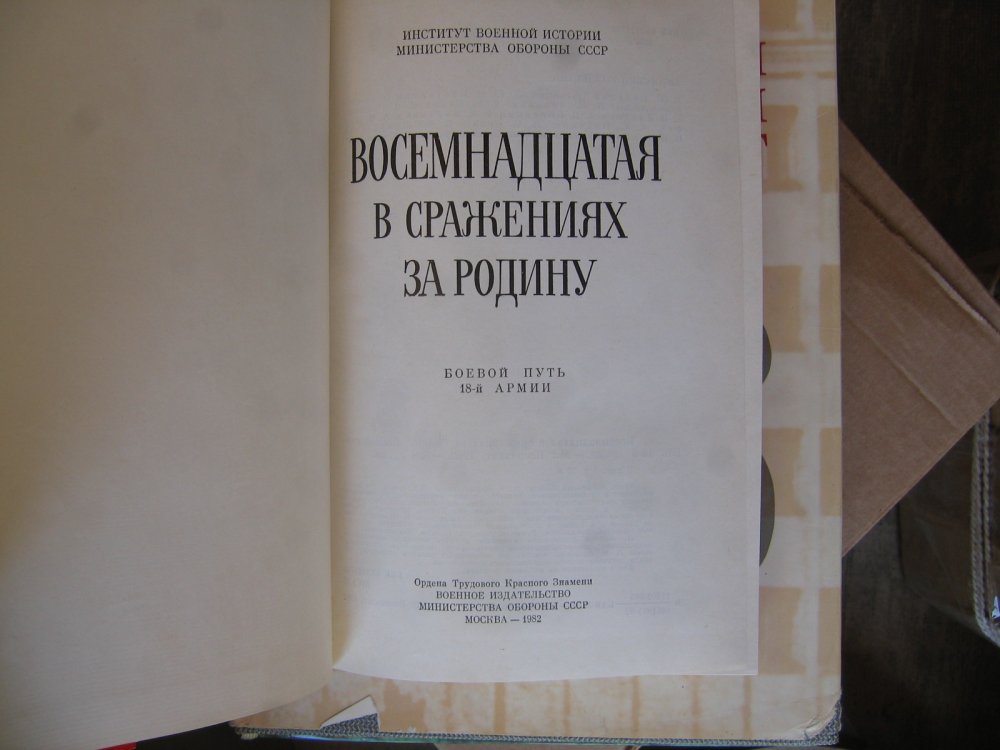 ИНСТИТУТ ВОЕННОЙ ИСТОРИИ
МИНИСТЕРСТВА ОБОРОНЫ СССР
ВОСЕМНАДЦАТАЯ
В СРАЖЕНИЯХ
ЗА РОДИНУ
БОЕВОЙ ПУТЬ
18-й АРМИИ
Ордена Трудового Красного Знамени
ВОЕННОЕ ИЗДАТЕЛЬСТВО
МИНИСТЕРСТВА ОБОРОНЫ СССР
МОСКВА — 1982